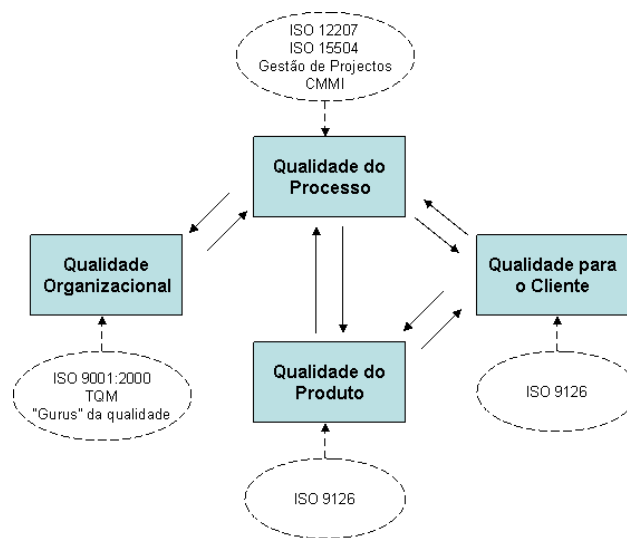 ISO 12207
ISO 15504
Gestão de Projectos
CMMI
Qualidade do
Processo
Qualidade
Organizacional
Qualidade para
o Cliente
Qualidade do
Produto
ISO 9001:2000
TQM
"Gurus" da qualidade
ISO 9126
ISO 9126